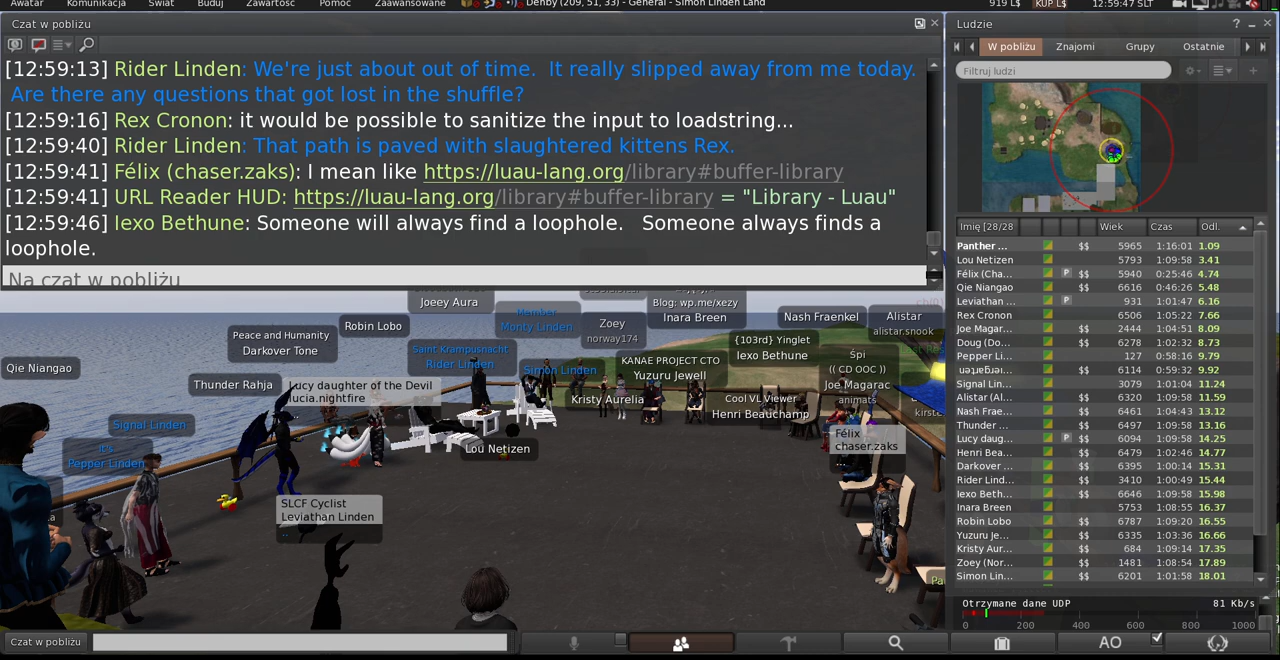 Awatar Komunikacja Świat Buduj Zawartość Pomoc Zaawansowane Denby (209, 51, 33) - General - Simon Linden Land 919 L$ KUP L$ 12:59:47 SLT
Czat w pobliżu
[12:59:13] Rider Linden: We're just about out of time. It really slipped away from me today.
Are there any questions that got lost in the shuffle?
[12:59:16] Rex Cronon: it would be possible to sanitize the input to loadstring...
[12:59:40] Rider Linden: That path is paved with slaughtered kittens Rex.
[12:59:41] Félix (chaser.zaks): I mean like https://luau-lang.org/library#buffer-library
[12:59:41] URL Reader HUD: https://luau-lang.org/library#buffer-library = "Library - Luau"
[12:59:46] Iexo Bethune: Someone will always find a loophole. Someone always finds a
loophole.
Na czat w pobliżu
Joeey Aura
Member
Monty Linden
Blog: wp.me/xezy
Inara Breen
Zoey
norway174
Nash Fraenkel
Alistar
alistar.snook
Peace and Humanity
Darkover Tone
Robin Lobo
Saint Krampusnacht
Rider Linden
Simon Linden
{103rd} Yinglet
Iexo Bethune
KANAE PROJECT CTO
Yuzuru Jewell
Śpi
(( CD OOC ))
Joe Magarac
animats
Qie Niangao
Thunder Rahja
Lucy daughter of the Devil
lucia.nightfire
...
Kristy Aurelia
Cool VL Viewer
Henri Beauchamp
kirste
Signal Linden
It's
Pepper Linden
Lou Netizen
Félix
chaser.zaks
...
SLCF Cyclist
Leviathan Linden
..
Pa
Czat w pobliżu
Ludzie
W pobliżu Znajomi Grupy Ostatnie
Filtruj ludzi
Imię [28/28 Wiek Czas Odl.
Panther ... $$ 5965 1:16:01 1.09
Lou Netizen 5793 1:09:58 3.41
Félix (Cha... P $$ 5940 0:25:46 4.74
Qie Niangao $$ 6616 0:46:26 5.48
Leviathan ... P 931 1:01:47 6.16
Rex Cronon 6506 1:05:22 7.66
Joe Magar... $$ 2444 1:04:51 8.09
Doug (Do... $$ 6278 1:02:32 8.73
Pepper Li... 127 0:58:16 9.79
$$ 6114 0:59:32 9.92
Signal Lin... 3079 1:01:04 11.24
Alistar (Al... $$ 6320 1:09:58 11.59
Nash Frae... $$ 6461 1:04:43 13.12
Thunder ... $$ 6497 1:09:58 13.16
Lucy daug... P $$ 6094 1:09:58 14.25
Henri Bea... $$ 6479 1:02:46 14.77
Darkover ... $$ 6395 1:00:14 15.31
Rider Lind... $$ 3410 1:00:49 15.44
Iexo Beth... $$ 6646 1:09:58 15.98
Inara Breen 5753 1:08:55 16.37
Robin Lobo $$ 6787 1:09:20 16.55
Yuzuru Je... $$ 6335 1:03:36 16.66
Kristy Aur... $$ 684 1:09:14 17.35
Zoey (Nor... $$ 1481 1:08:54 17.89
Simon Lin... $$ 6201 1:01:58 18.01
Otrzymane dane UDP 81 Kb/s
0 200 400 600 800 1000
AO